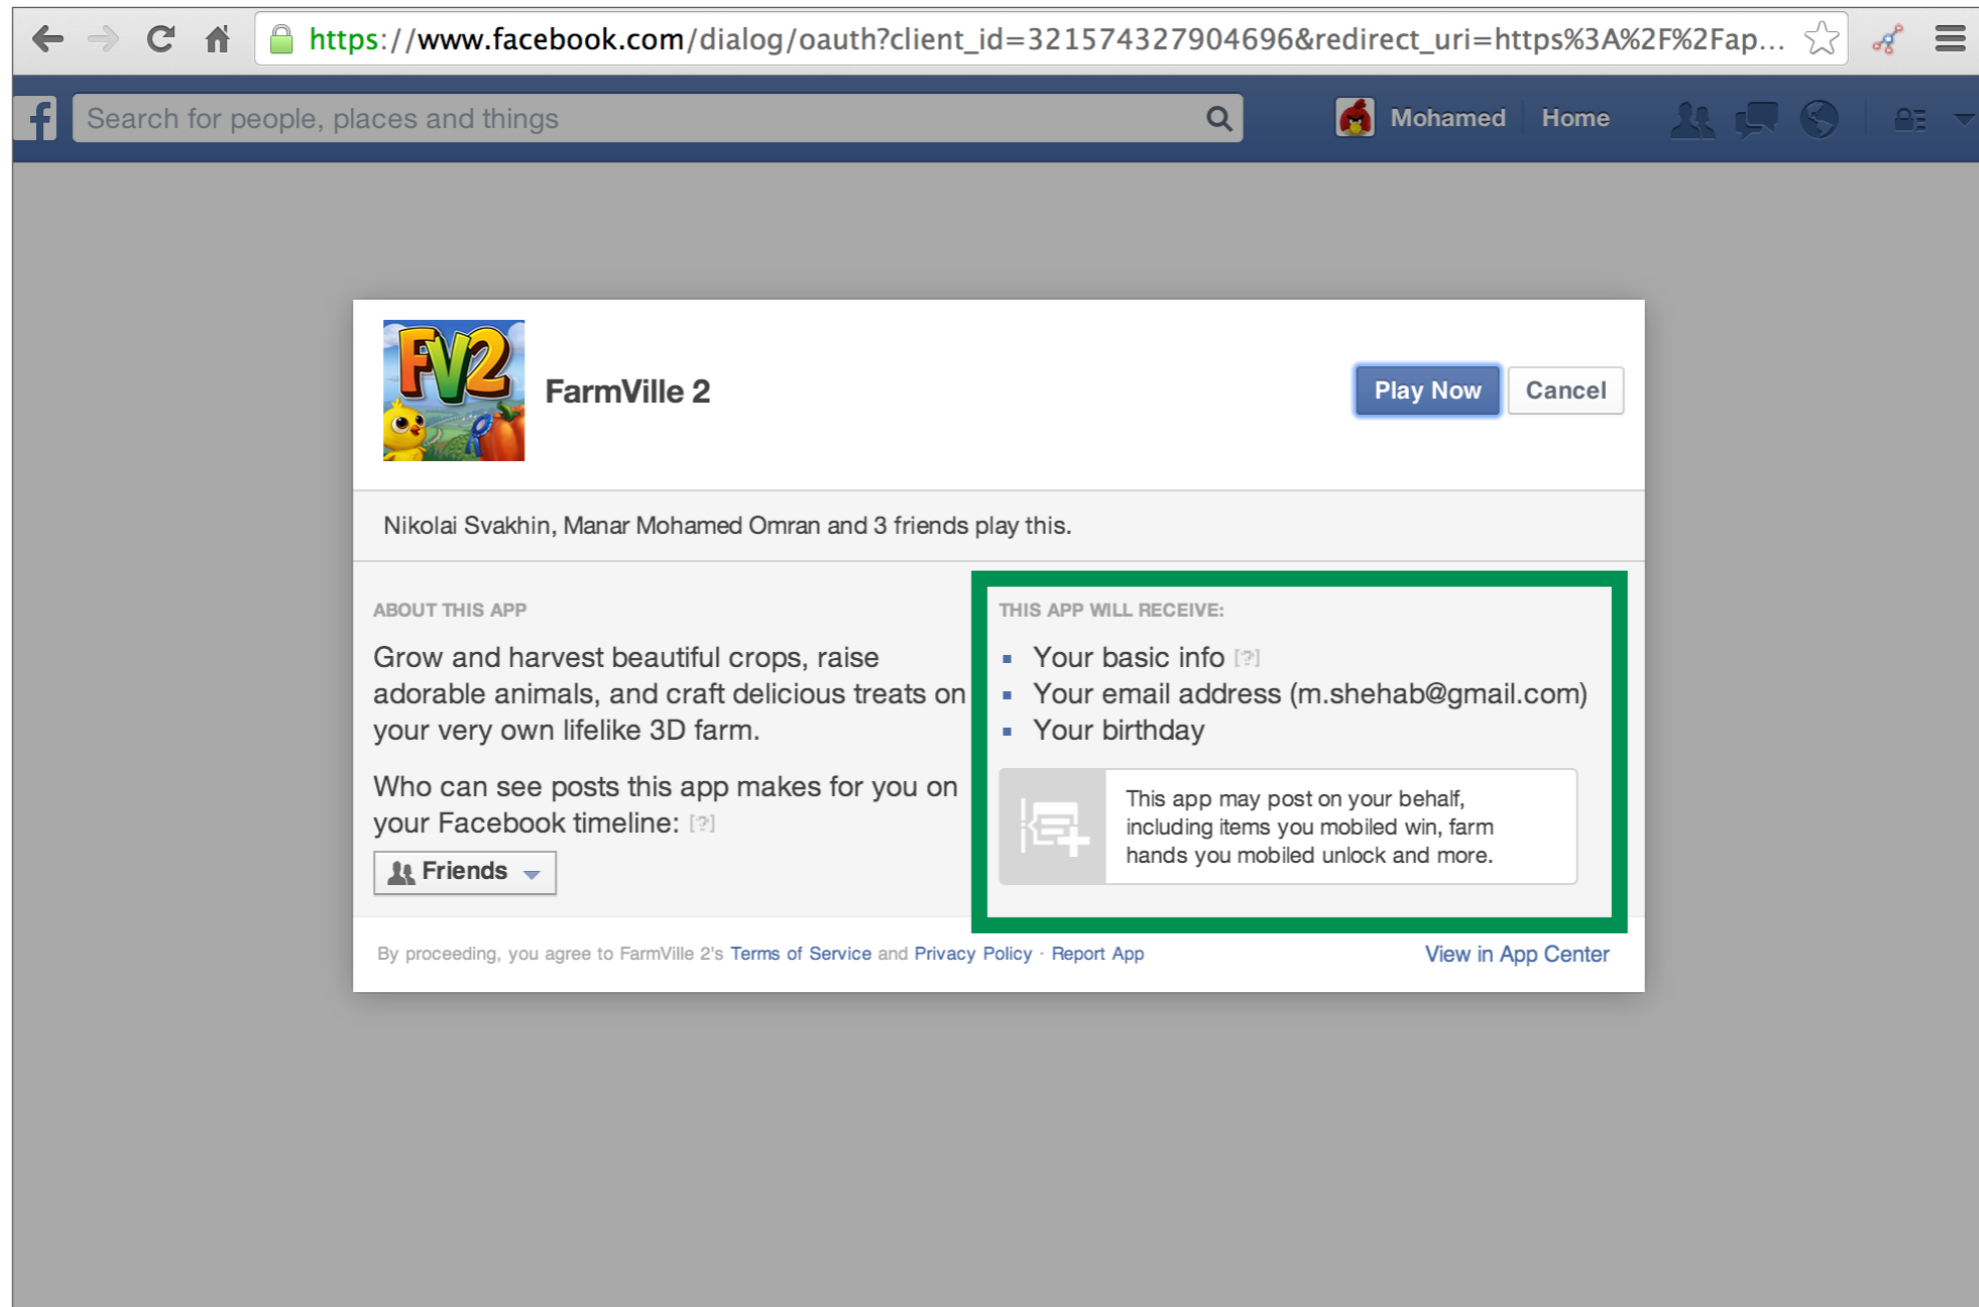 https://www.facebook.com/dialog/oauth?client_id=321574327904696&redirect_uri=https%3A%2F%2Fap...
f
Search for people, places and things
Mohamed
Home
FV2
FarmVille 2
Play Now
Cancel
Nikolai Svakhin, Manar Mohamed Omran and 3 friends play this.
ABOUT THIS APP
Grow and harvest beautiful crops, raise
adorable animals, and craft delicious treats on
your very own lifelike 3D farm.
Who can see posts this app makes for you on
your Facebook timeline: [?]
Friends
THIS APP WILL RECEIVE:
Your basic info [?]
Your email address (m.shehab@gmail.com)
Your birthday
This app may post on your behalf,
including items you mobiled win, farm
hands you mobiled unlock and more.
By proceeding, you agree to FarmVille 2's Terms of Service and Privacy Policy · Report App
View in App Center